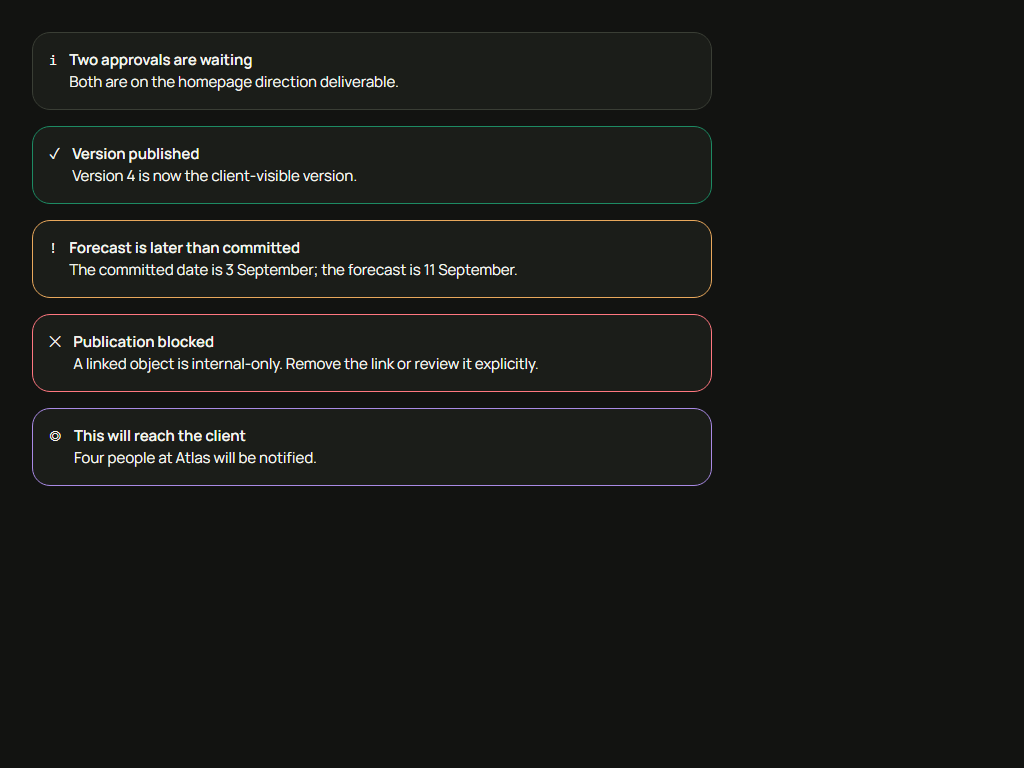 i Two approvals are waiting
Both are on the homepage direction deliverable.
✓ Version published
Version 4 is now the client-visible version.
! Forecast is later than committed
The committed date is 3 September; the forecast is 11 September.
✕ Publication blocked
A linked object is internal-only. Remove the link or review it explicitly.
◎ This will reach the client
Four people at Atlas will be notified.